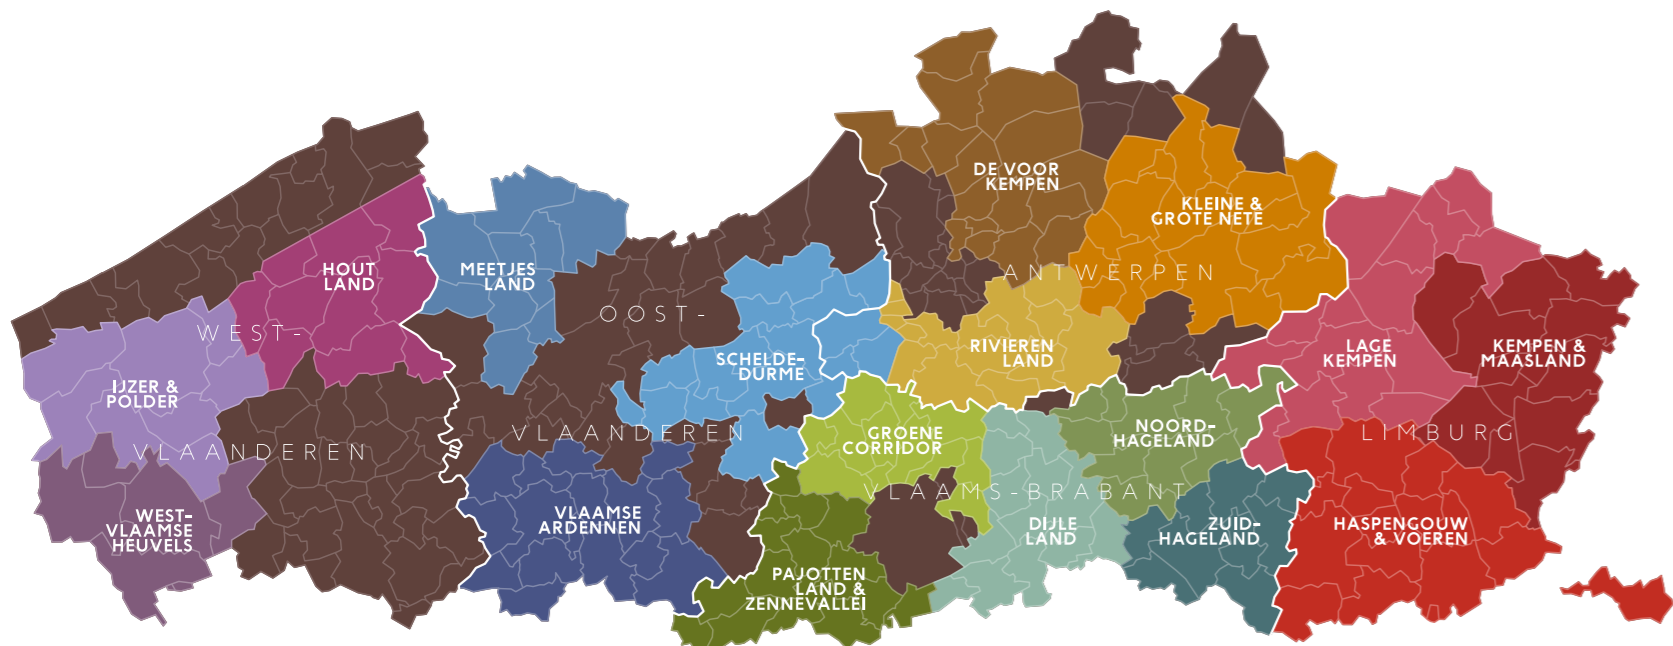 DE VOOR
KEMPEN
KLEINE &
GROTE NETE
HOUT
LAND
MEETJES
LAND
ANTWERPEN
OOST-
WEST-
SCHELDE-
DURME
RIVIEREN
LAND
LAGE
KEMPEN
KEMPEN &
MAASLAND
IJZER &
POLDER
VLAANDEREN
VLAANDEREN
GROENE
CORRIDOR
NOORD-
HAGELAND
LIMBURG
VLAAMS-BRABANT
WEST-
VLAAMSE
HEUVELS
VLAAMSE
ARDENNEN
DIJLE
LAND
ZUID-
HAGELAND
HASPENGOUW
& VOEREN
PAJOTTEN
LAND &
ZENNEVALLEI